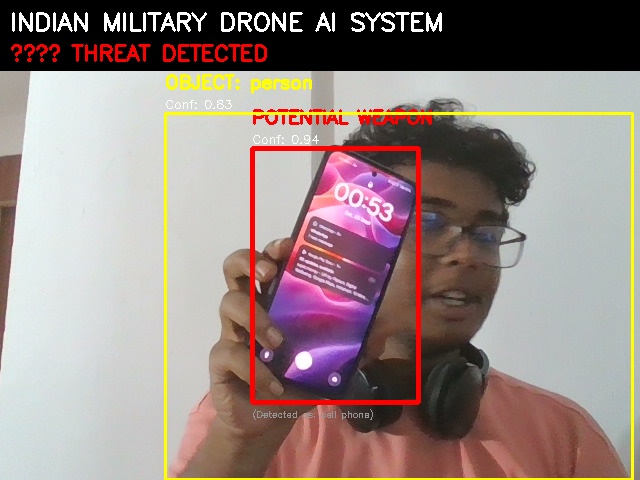 INDIAN MILITARY DRONE AI SYSTEM
???? THREAT DETECTED
OBJECT: person
Conf: 0.83
POTENTIAL WEAPON
Conf: 0.94
00:53
WhatsApp
(Detected as: cell phone)